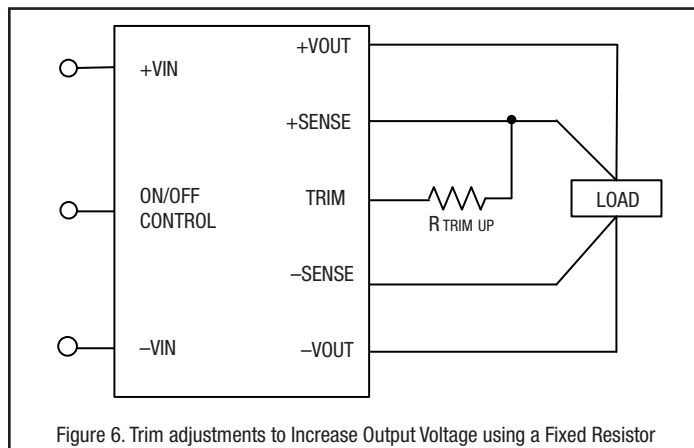 +VOUT
+VIN
+SENSE
ON/OFF
CONTROL
TRIM
R TRIM UP
LOAD
–SENSE
–VIN
–VOUT
Figure 6. Trim adjustments to Increase Output Voltage using a Fixed Resistor